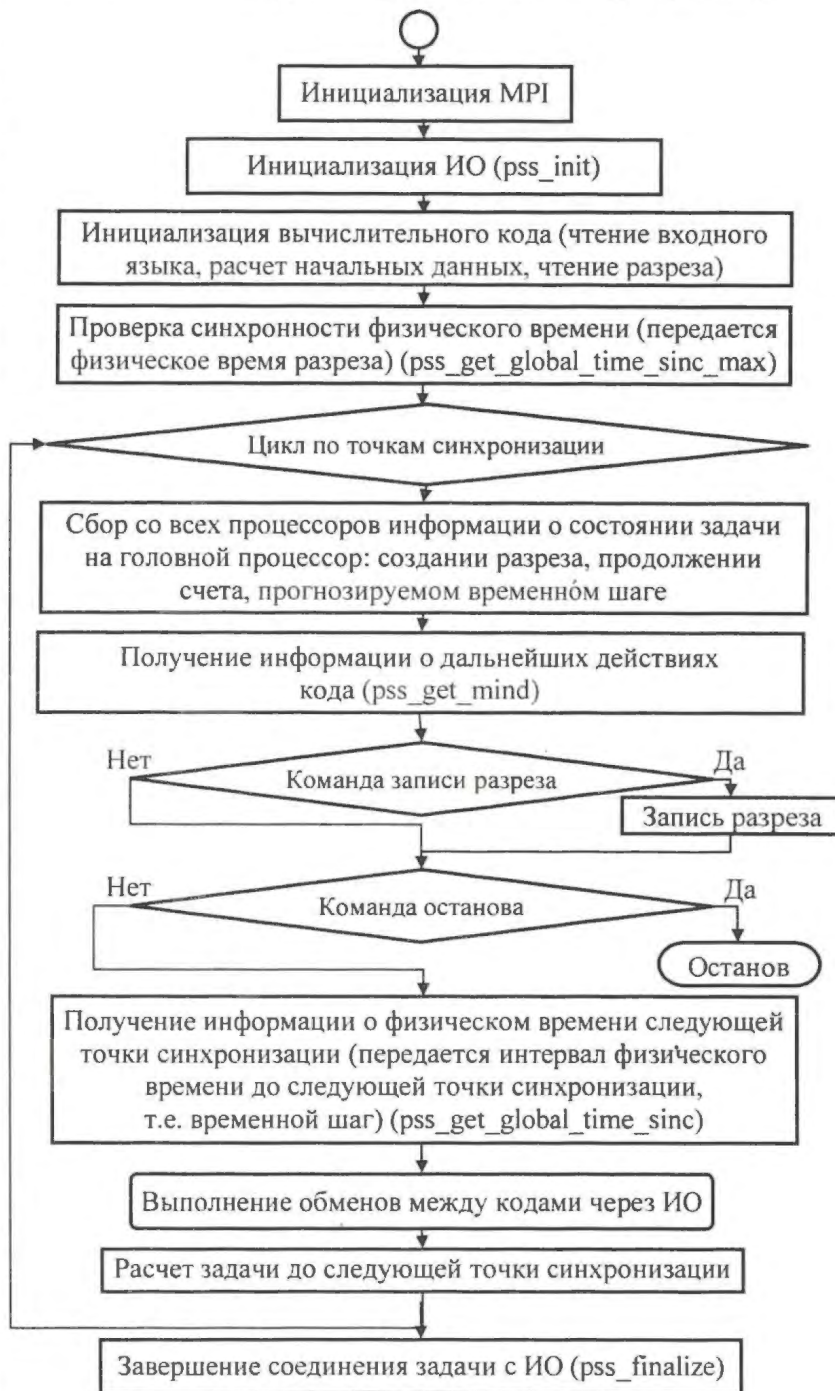 Инициализация MPI
Инициализация ИО (pss_init)
Инициализация вычислительного кода (чтение входного
языка, расчет начальных данных, чтение разреза)
Проверка синхронности физического времени (передается
физическое время разреза) (pss_get_global_time_sinc_max)
Цикл по точкам синхронизации
Сбор со всех процессоров информации о состоянии задачи
на головной процессор: создании разреза, продолжении
счета, прогнозируемом временно́м шаге
Получение информации о дальнейших действиях
кода (pss_get_mind)
Нет
Да
Команда записи разреза
Запись разреза
Нет
Да
Команда останова
Останов
Получение информации о физическом времени следующей
точки синхронизации (передается интервал физического
времени до следующей точки синхронизации,
т.е. временной шаг) (pss_get_global_time_sinc)
Выполнение обменов между кодами через ИО
Расчет задачи до следующей точки синхронизации
Завершение соединения задачи с ИО (pss_finalize)